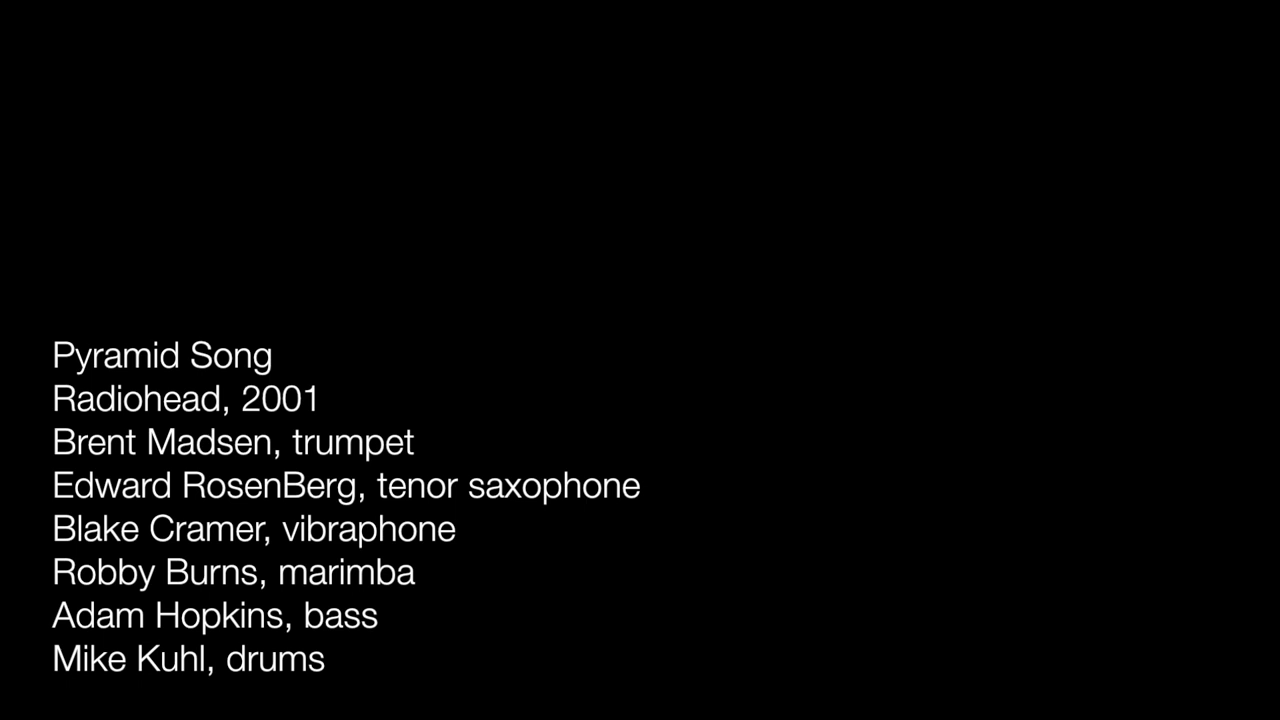 Pyramid Song
Radiohead, 2001
Brent Madsen, trumpet
Edward RosenBerg, tenor saxophone
Blake Cramer, vibraphone
Robby Burns, marimba
Adam Hopkins, bass
Mike Kuhl, drums